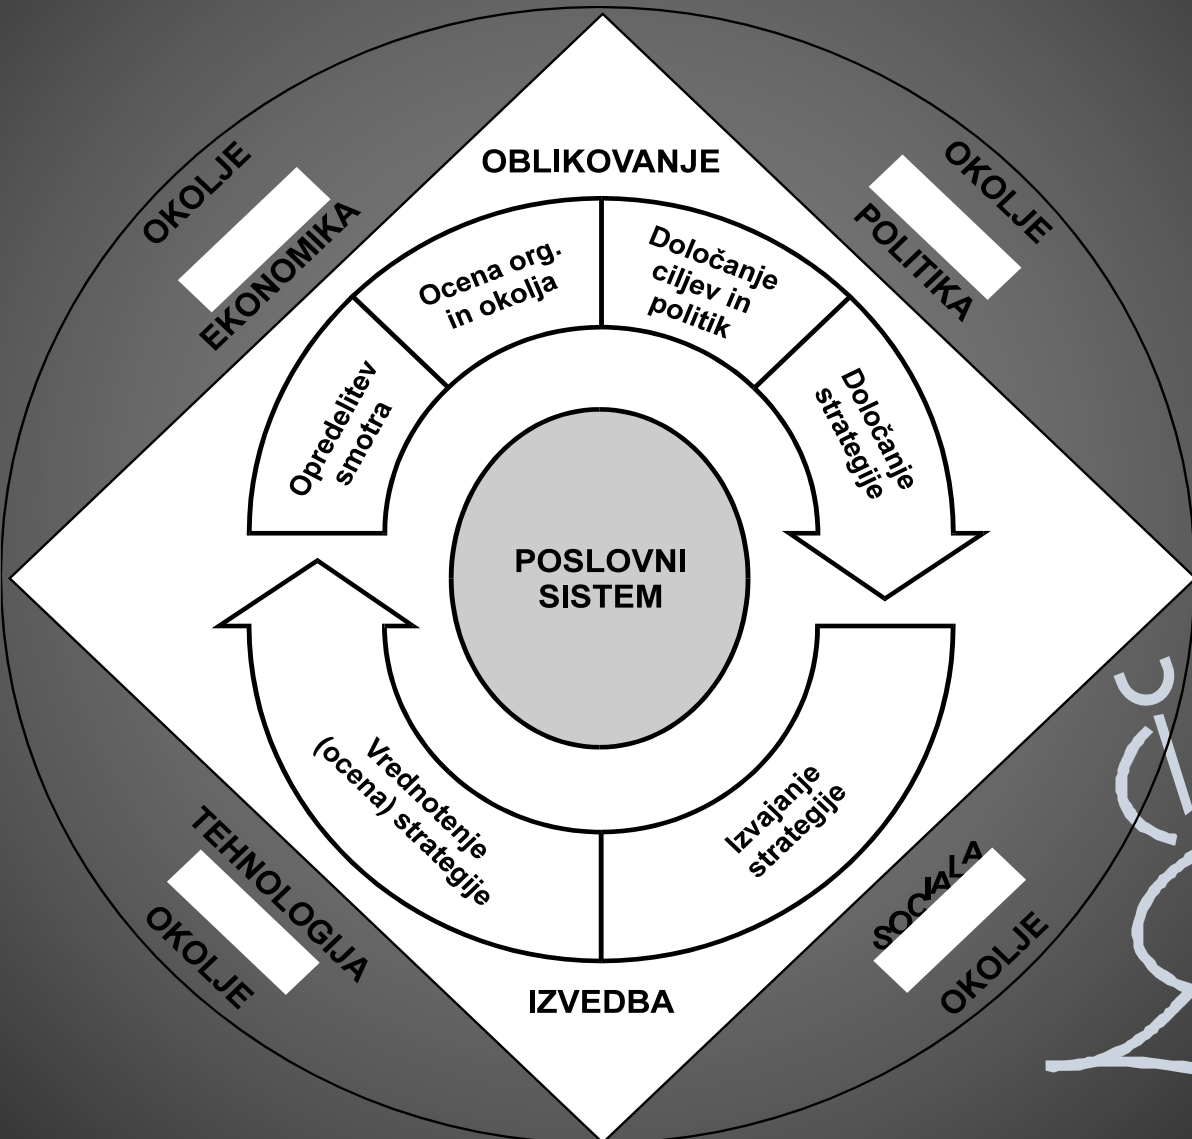 OKOLJE
EKONOMIKA
OKOLJE
POLITIKA
OBLIKOVANJE
Ocena org.
in okolja
Določanje
ciljev in
politik
Opredelitev
smotra
Določanje
strategije
POSLOVNI
SISTEM
Vrednotenje
(ocena) strategije
Izvajanje
strategije
TEHNOLOGIJA
OKOLJE
SOCIALA
OKOLJE
IZVEDBA